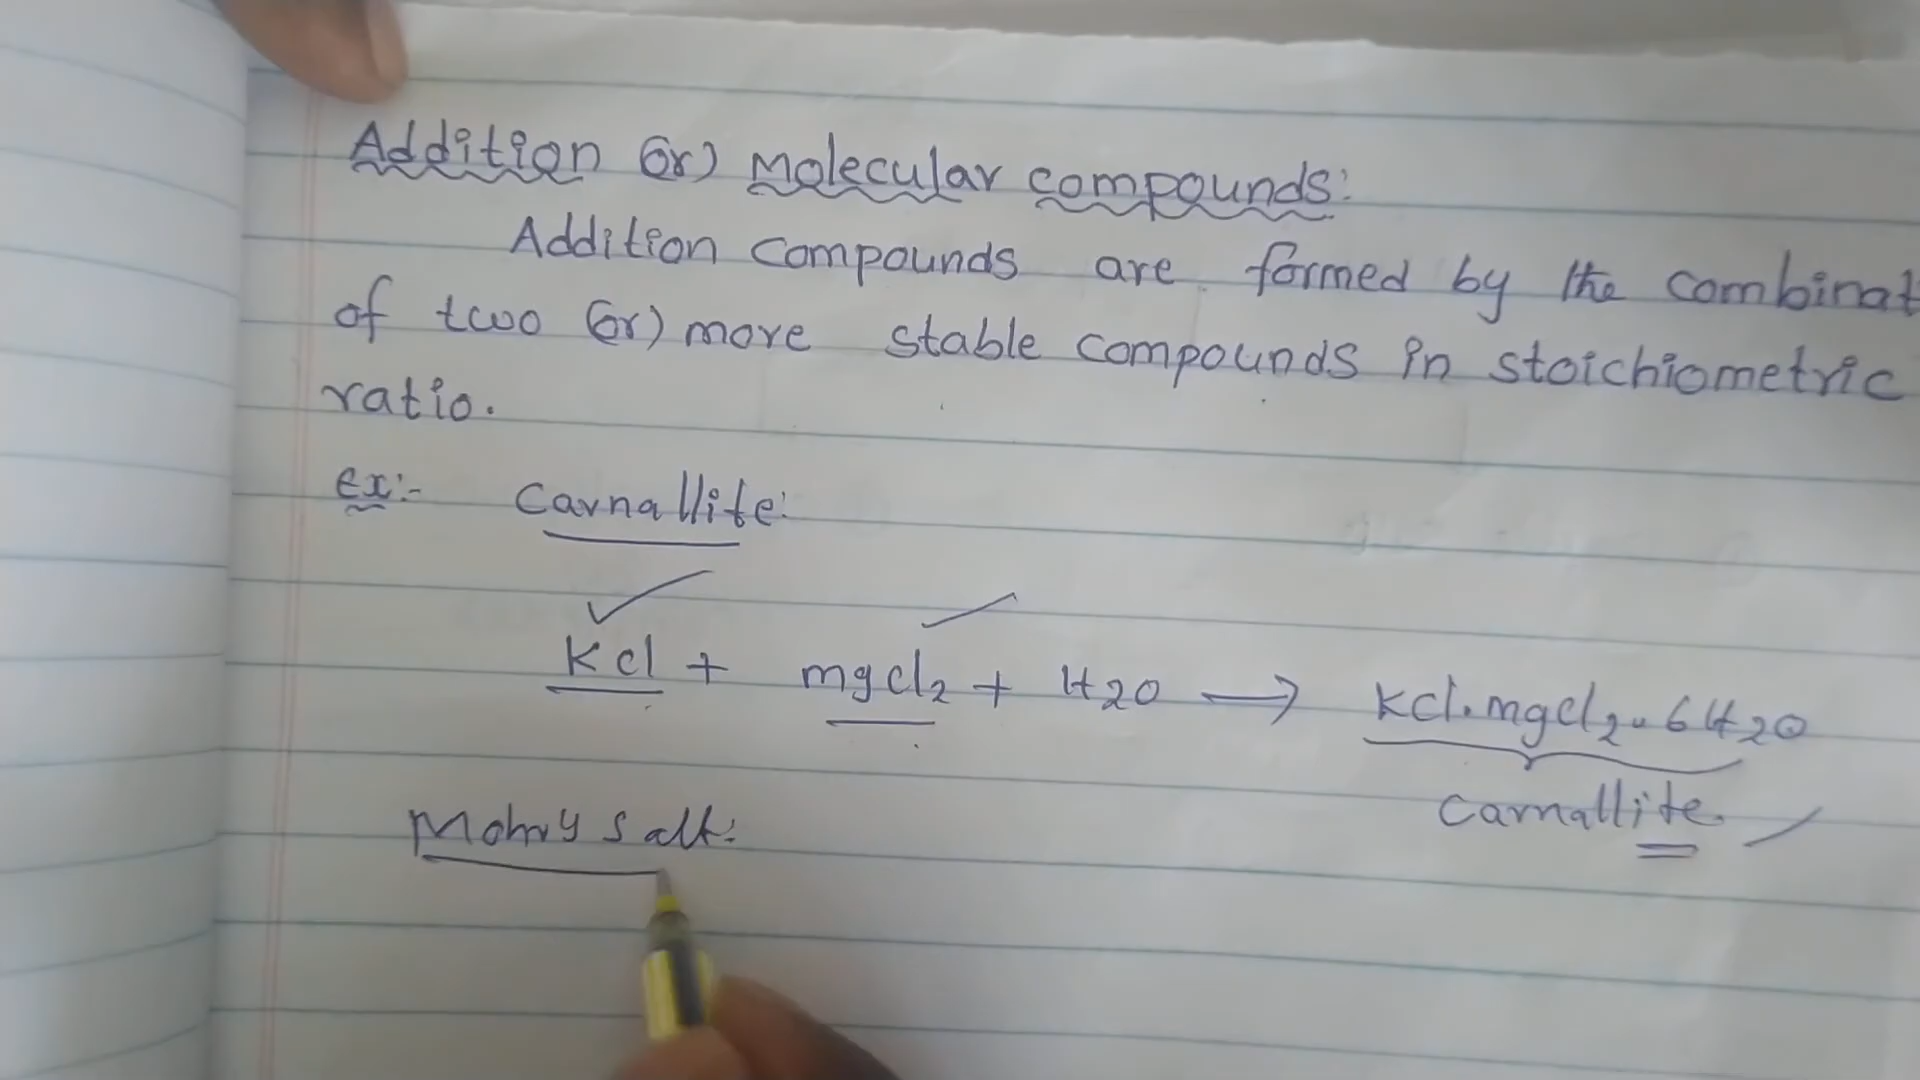 Addition (or) Molecular compounds:
Addition compounds are formed by the combinat
of two (or) more stable compounds in stoichiometric
ratio.
ex:- Carnallite:
KCl + mgcl2 + H2O → KCl.mgcl2.6H2O
Carnallite
Mohry salt: